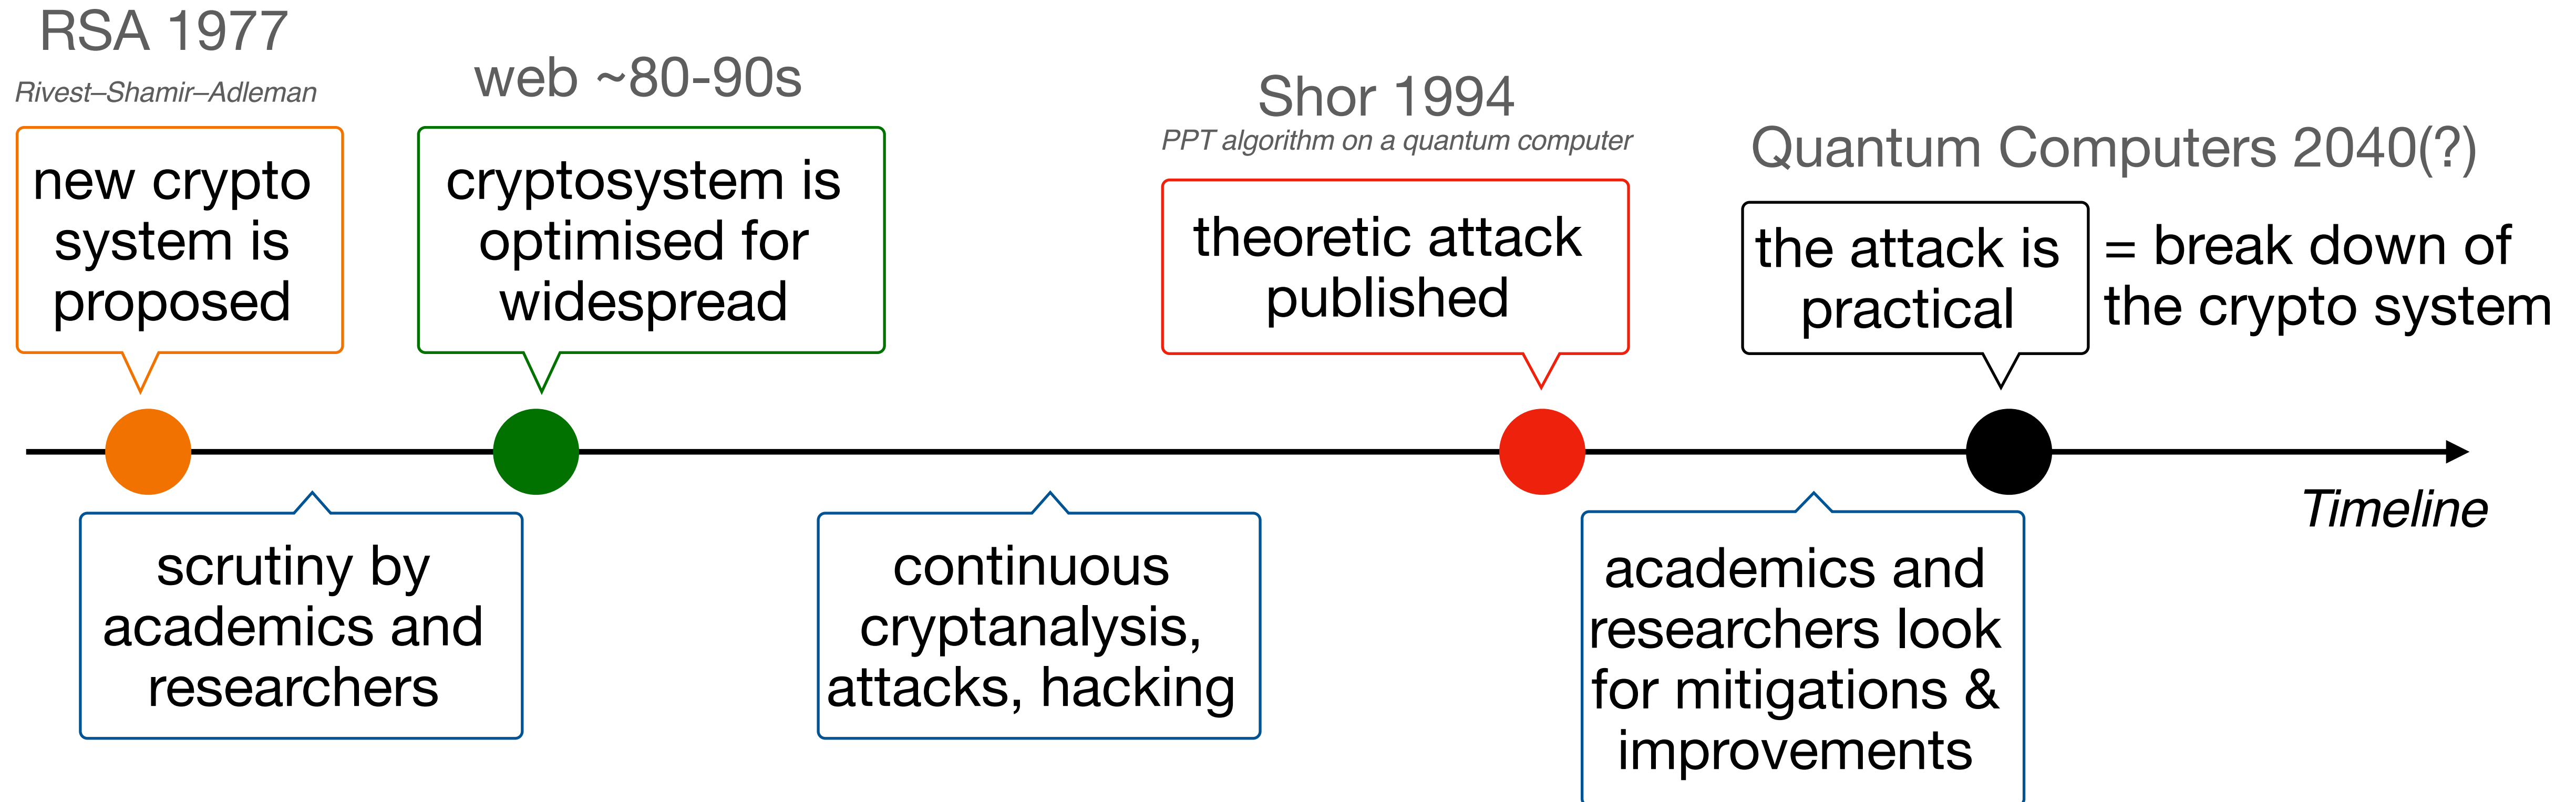 RSA 1977
Rivest–Shamir–Adleman
new crypto
system is
proposed
web ~80-90s
cryptosystem is
optimised for
widespread
Shor 1994
PPT algorithm on a quantum computer
theoretic attack
published
Quantum Computers 2040(?)
the attack is
practical
= break down of
the crypto system
Timeline
scrutiny by
academics and
researchers
continuous
cryptanalysis,
attacks, hacking
academics and
researchers look
for mitigations &
improvements